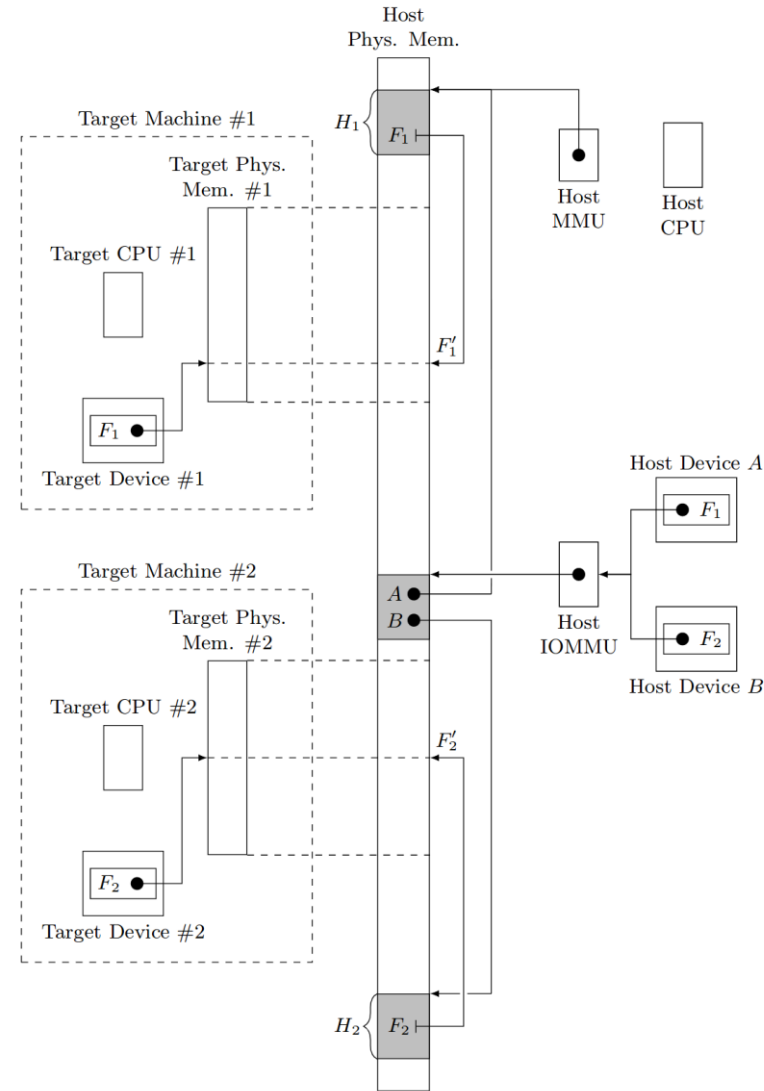 Host
Phys. Mem.
Target Machine #1
H₁
F₁
Target Phys.
Mem. #1
Host
MMU
Host
CPU
Target CPU #1
F₁′
F₁
Target Device #1
Host Device A
F₁
Target Machine #2
A
B
Host
IOMMU
Target Phys.
Mem. #2
F₂
Host Device B
Target CPU #2
F₂′
F₂
Target Device #2
H₂
F₂